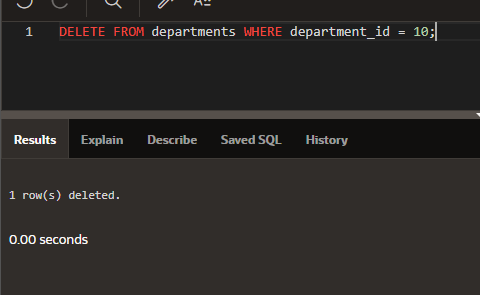 1 DELETE FROM departments WHERE department_id = 10;
Results Explain Describe Saved SQL History
1 row(s) deleted.
0.00 seconds